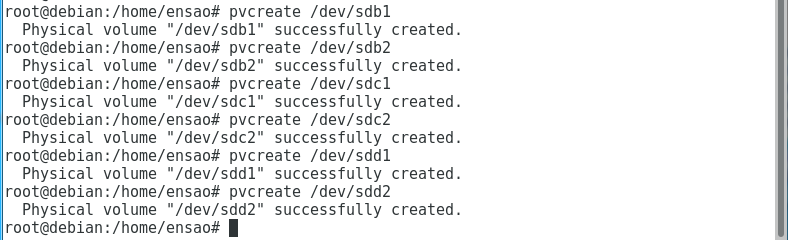 root@debian:/home/ensao# pvcreate /dev/sdb1
  Physical volume "/dev/sdb1" successfully created.
root@debian:/home/ensao# pvcreate /dev/sdb2
  Physical volume "/dev/sdb2" successfully created.
root@debian:/home/ensao# pvcreate /dev/sdc1
  Physical volume "/dev/sdc1" successfully created.
root@debian:/home/ensao# pvcreate /dev/sdc2
  Physical volume "/dev/sdc2" successfully created.
root@debian:/home/ensao# pvcreate /dev/sdd1
  Physical volume "/dev/sdd1" successfully created.
root@debian:/home/ensao# pvcreate /dev/sdd2
  Physical volume "/dev/sdd2" successfully created.
root@debian:/home/ensao#